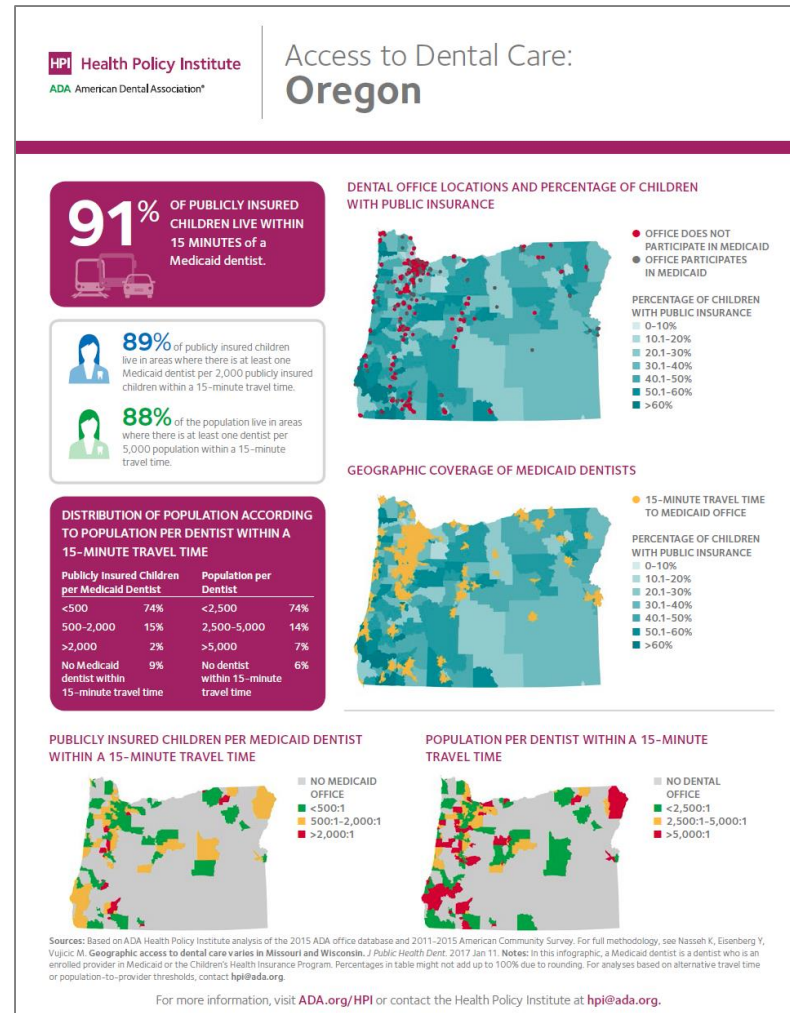 HPI Health Policy Institute
ADA American Dental Association®
Access to Dental Care:
Oregon
91%
OF PUBLICLY INSURED
CHILDREN LIVE WITHIN
15 MINUTES of a
Medicaid dentist.
89% of publicly insured children
live in areas where there is at least one
Medicaid dentist per 2,000 publicly insured
children within a 15-minute travel time.
88% of the population live in areas
where there is at least one dentist per
5,000 population within a 15-minute
travel time.
DISTRIBUTION OF POPULATION ACCORDING
TO POPULATION PER DENTIST WITHIN A
15-MINUTE TRAVEL TIME
Publicly Insured Children
per Medicaid Dentist
Population per
Dentist
<500 74% <2,500 74%
500-2,000 15% 2,500-5,000 14%
>2,000 2% >5,000 7%
No Medicaid 9% No dentist 6%
dentist within within 15-minute
15-minute travel time travel time
DENTAL OFFICE LOCATIONS AND PERCENTAGE OF CHILDREN
WITH PUBLIC INSURANCE
OFFICE DOES NOT
PARTICIPATE IN MEDICAID
OFFICE PARTICIPATES
IN MEDICAID
PERCENTAGE OF CHILDREN
WITH PUBLIC INSURANCE
0-10%
10.1-20%
20.1-30%
30.1-40%
40.1-50%
50.1-60%
>60%
GEOGRAPHIC COVERAGE OF MEDICAID DENTISTS
15-MINUTE TRAVEL TIME
TO MEDICAID OFFICE
PERCENTAGE OF CHILDREN
WITH PUBLIC INSURANCE
0-10%
10.1-20%
20.1-30%
30.1-40%
40.1-50%
50.1-60%
>60%
PUBLICLY INSURED CHILDREN PER MEDICAID DENTIST
WITHIN A 15-MINUTE TRAVEL TIME
NO MEDICAID
OFFICE
<500:1
500:1-2,000:1
>2,000:1
POPULATION PER DENTIST WITHIN A 15-MINUTE
TRAVEL TIME
NO DENTAL
OFFICE
<2,500:1
2,500:1-5,000:1
>5,000:1
Sources: Based on ADA Health Policy Institute analysis of the 2015 ADA office database and 2011-2015 American Community Survey. For full methodology, see Nasseh K, Eisenberg Y,
Vujicic M. Geographic access to dental care varies in Missouri and Wisconsin. J Public Health Dent. 2017 Jan 11. Notes: In this infographic, a Medicaid dentist is a dentist who is an
enrolled provider in Medicaid or the Children's Health Insurance Program. Percentages in table might not add up to 100% due to rounding. For analyses based on alternative travel time
or population-to-provider thresholds, contact hpi@ada.org.
For more information, visit ADA.org/HPI or contact the Health Policy Institute at hpi@ada.org.